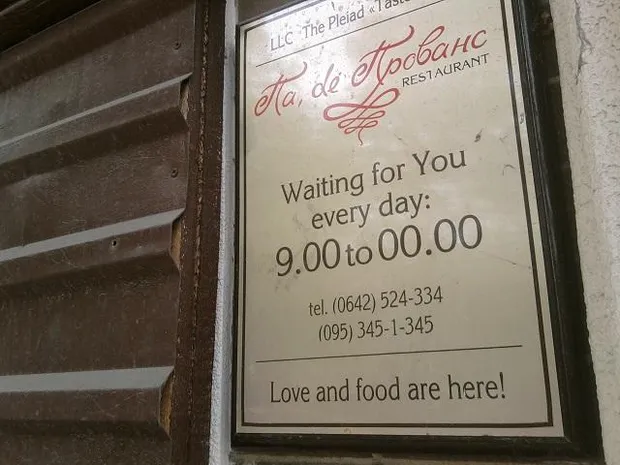 LLC The Pleiad «Taste
Па, de Прованс
RESTAURANT
Waiting for You
every day:
9.00 to 00.00
tel. (0642) 524-334
(095) 345-1-345
Love and food are here!